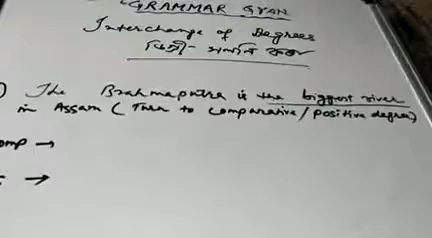 GRAMMAR GYAN
Interchange of Degrees
ডিগ্ৰী-
) The Brahmaputra is the biggest river
in Assam (Turn to comparative/positive degree)
omp →
: →